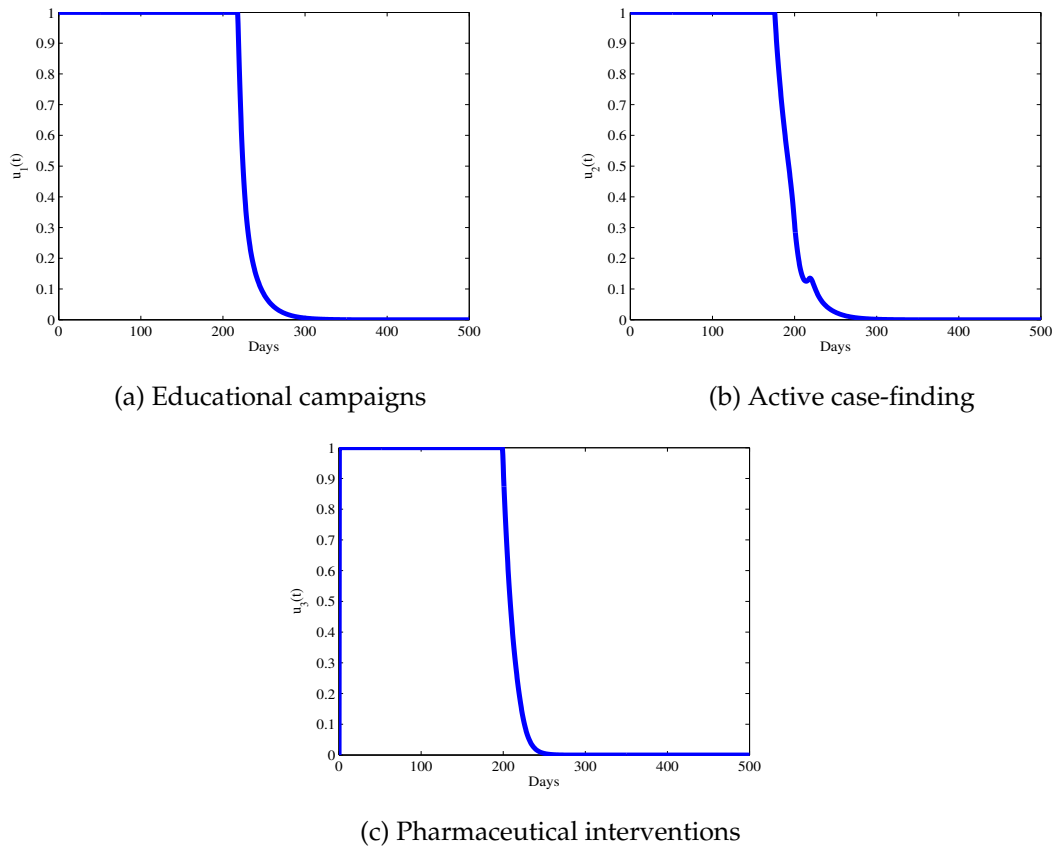 1
0.9
0.8
0.7
0.6
0.5
0.4
0.3
0.2
0.1
0
u1(t)
0 100 200 300 400 500
Days
(a) Educational campaigns
1
0.9
0.8
0.7
0.6
0.5
0.4
0.3
0.2
0.1
0
u2(t)
0 100 200 300 400 500
Days
(b) Active case-finding
1
0.9
0.8
0.7
0.6
0.5
0.4
0.3
0.2
0.1
0
u3(t)
0 100 200 300 400 500
Days
(c) Pharmaceutical interventions